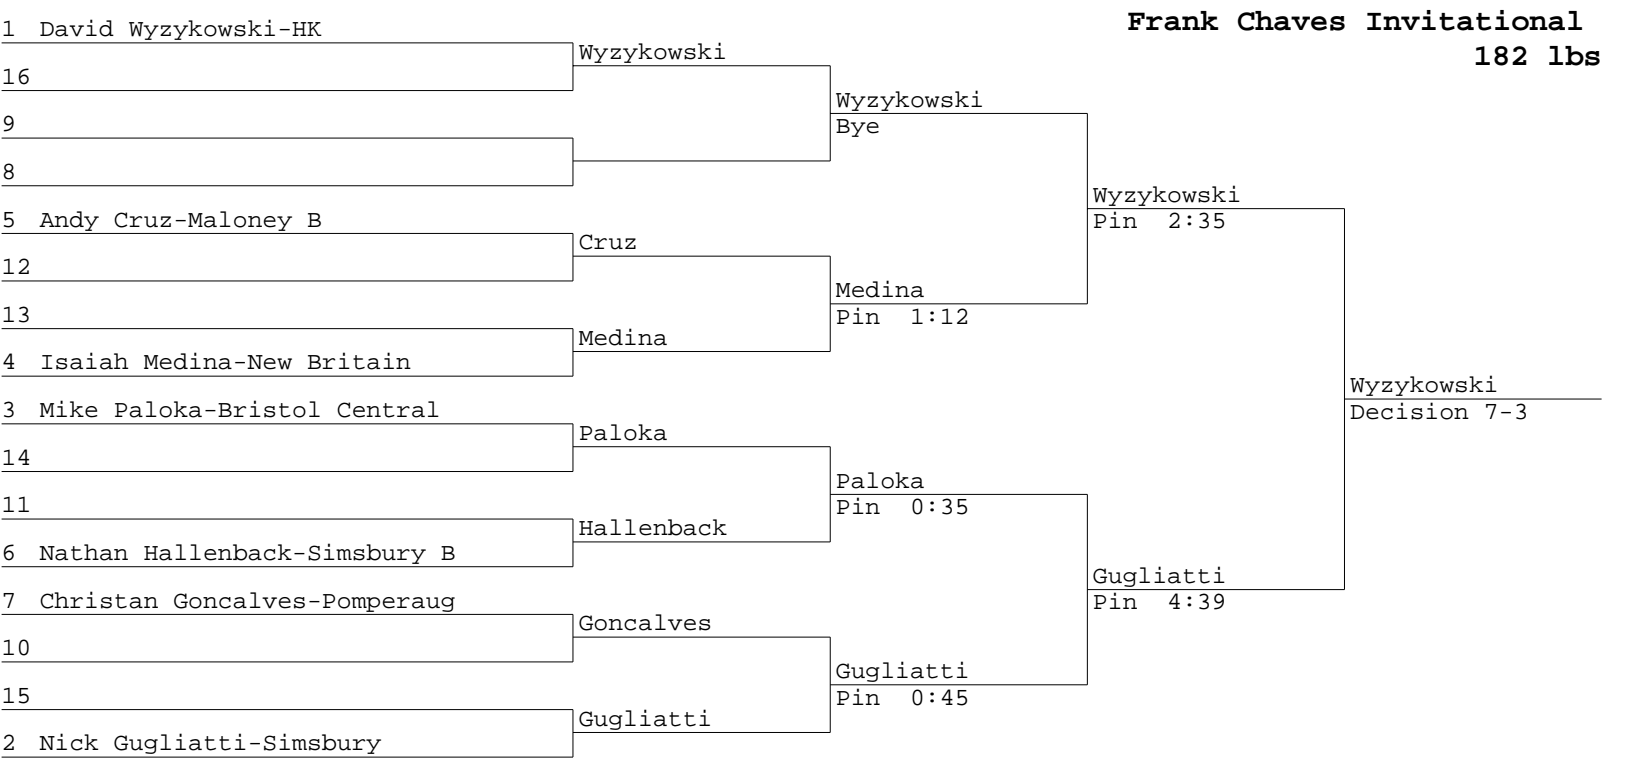 Frank Chaves Invitational
182 lbs
1 David Wyzykowski-HK
16
9
8
5 Andy Cruz-Maloney B
12
13
4 Isaiah Medina-New Britain
3 Mike Paloka-Bristol Central
14
11
6 Nathan Hallenback-Simsbury B
7 Christan Goncalves-Pomperaug
10
15
2 Nick Gugliatti-Simsbury
Wyzykowski
Cruz
Medina
Paloka
Hallenback
Goncalves
Gugliatti
Wyzykowski
Bye
Medina
Pin 1:12
Paloka
Pin 0:35
Gugliatti
Pin 0:45
Wyzykowski
Pin 2:35
Gugliatti
Pin 4:39
Wyzykowski
Decision 7-3